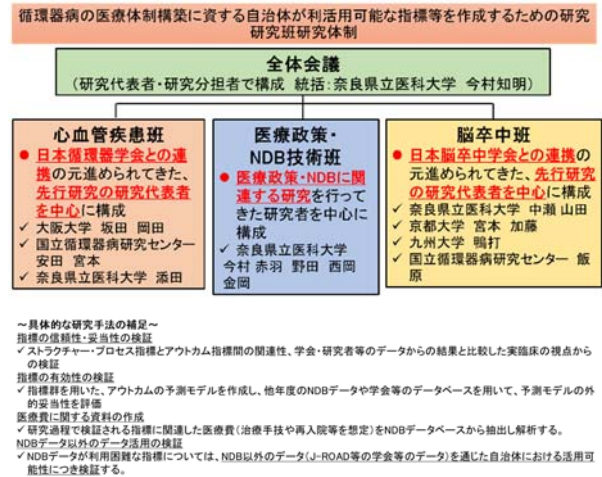 循環器病の医療体制構築に資する自治体が利活用可能な指標等を作成するための研究
研究班研究体制
全体会議
(研究代表者・研究分担者で構成 統括:奈良県立医科大学 今村知明)
心血管疾患班
● 日本循環器学会との連
携の元進められてきた、
先行研究の研究代表者
を中心に構成
✓ 大阪大学 坂田 岡田
✓ 国立循環器病研究センター
安田 宮本
✓ 奈良県立医科大学 添田
医療政策・
NDB技術班
● 医療政策・NDBに関
連する研究を行って
きた研究者を中心に
構成
✓ 奈良県立医科大学
今村 赤羽 野田 西岡
金岡
脳卒中班
● 日本脳卒中学会との連携の
元進められてきた、先行研究
の研究代表者を中心に構成
✓ 奈良県立医科大学 中瀬 山田
✓ 京都大学 宮本 加藤
✓ 九州大学 鴨打
✓ 国立循環器病研究センター 飯
原
~具体的な研究手法の補足~
指標の信頼性・妥当性の検証
✓ ストラクチャー・プロセス指標とアウトカム指標間の関連性、学会・研究者等のデータからの結果と比較した実臨床の視点から
の検証
指標の有効性の検証
✓ 指標群を用いた、アウトカムの予測モデルを作成し、他年度のNDBデータや学会等のデータベースを用いて、予測モデルの外
的妥当性を評価
医療費に関する資料の作成
✓ 研究過程で検証される指標に関連した医療費(治療手技や再入院等を想定)をNDBデータベースから抽出し解析する。
NDBデータ以外のデータ活用の検証
✓ NDBデータが利用困難な指標については、NDB以外のデータ(J-ROAD等の学会等のデータ)を通じた自治体における活用可
能性につき検証する。